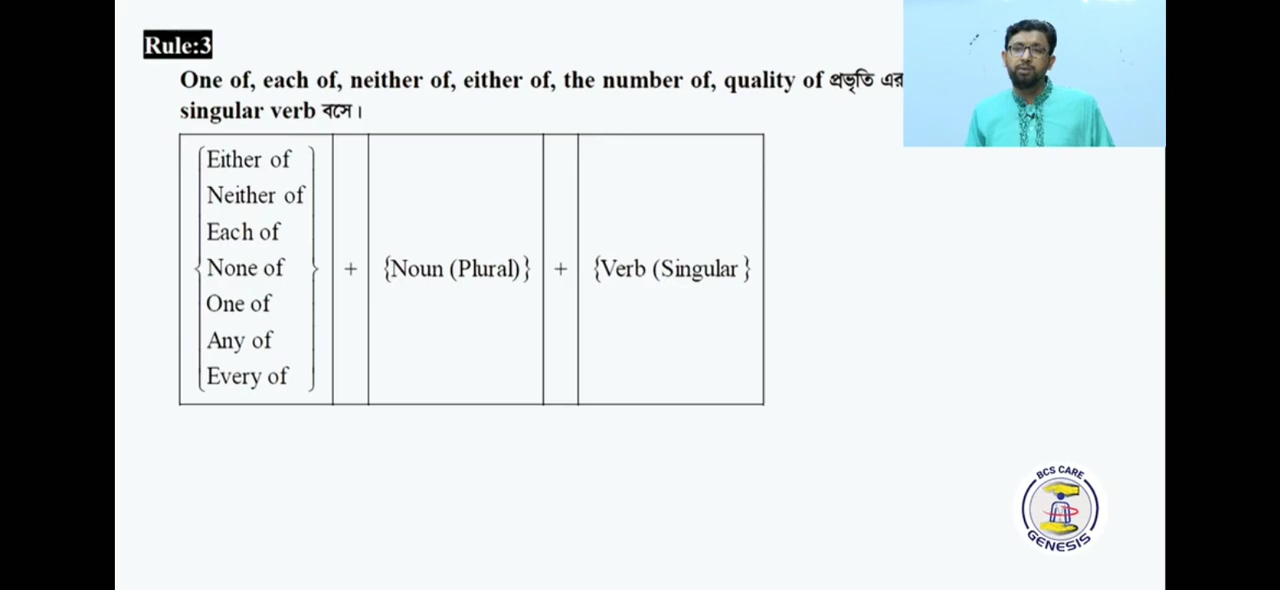 Rule:3
One of, each of, neither of, either of, the number of, quality of প্রভৃতি এর
singular verb বসে।
Either of
Neither of
Each of
None of
One of
Any of
Every of
+
{Noun (Plural)}
+
{Verb (Singular }
BCS CARE
GENESIS